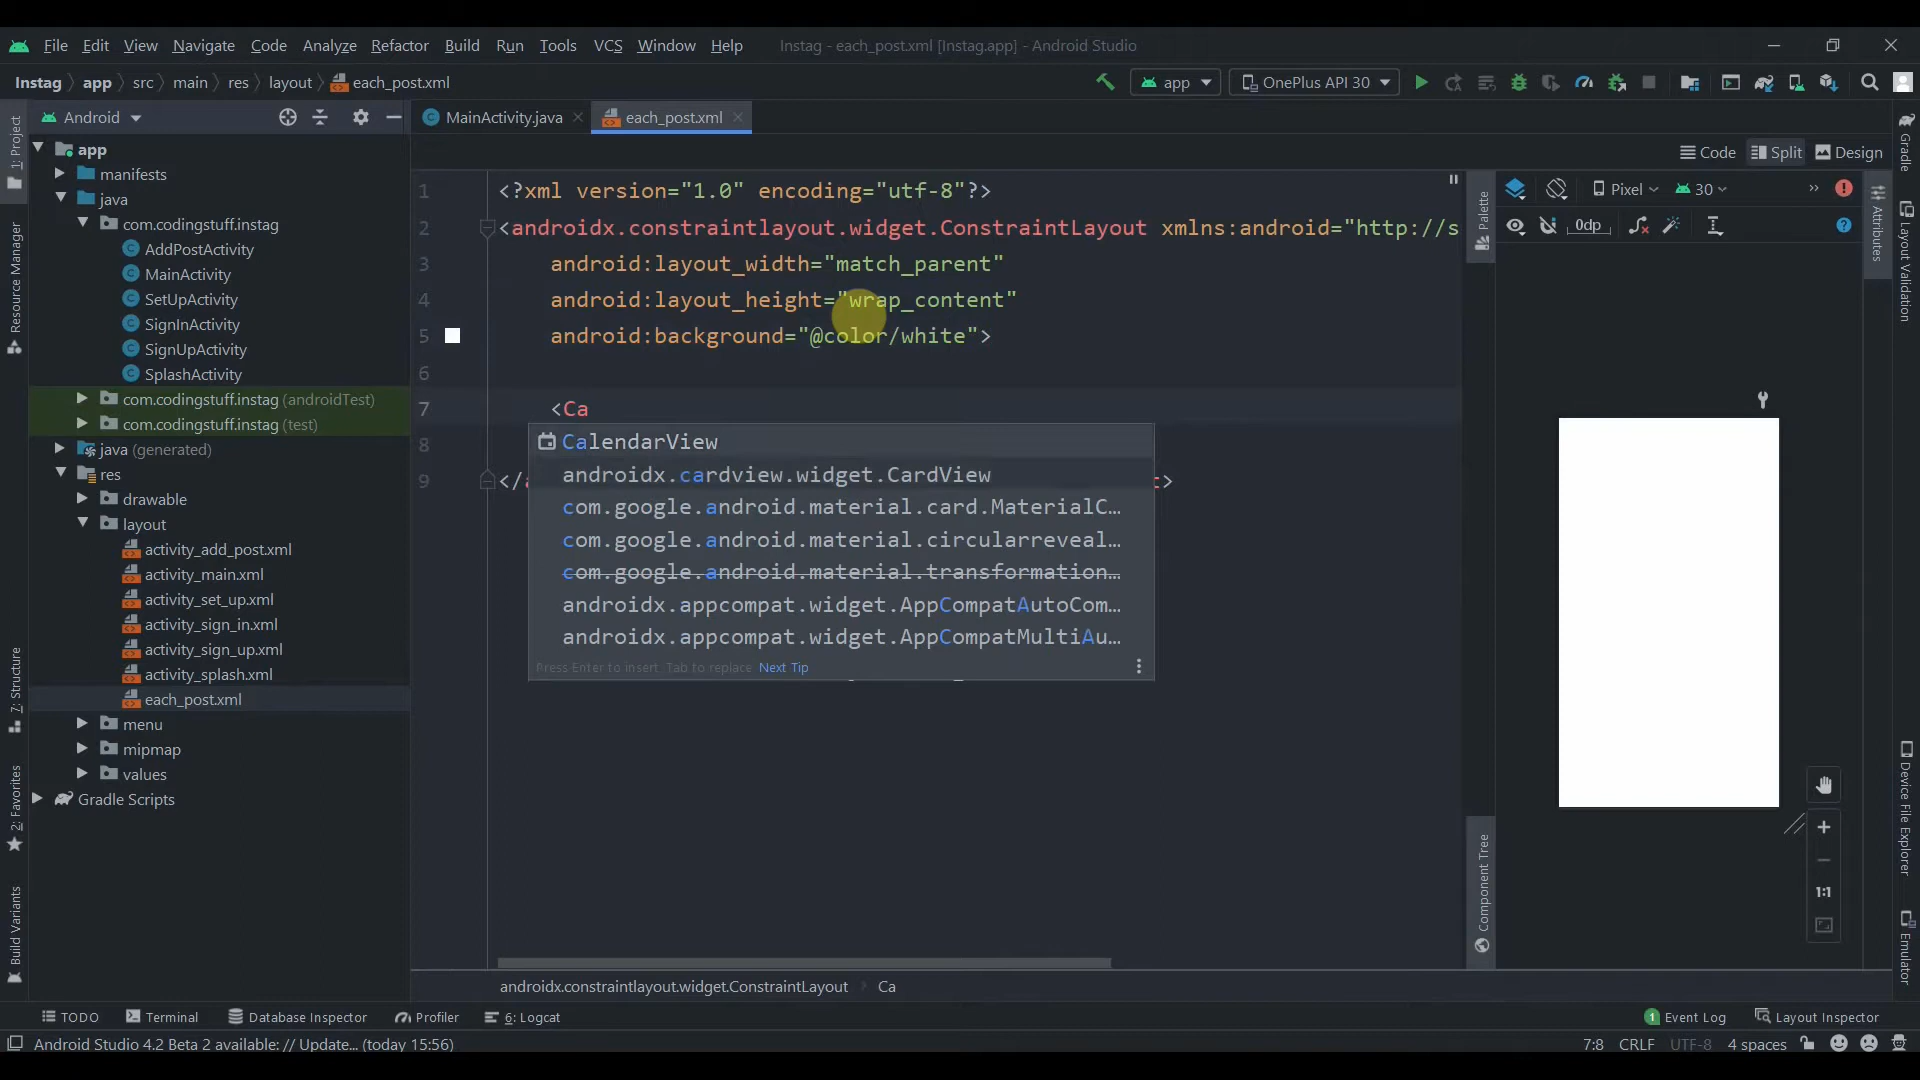 File Edit View Navigate Code Analyze Refactor Build Run Tools VCS Window Help Instag - each_post.xml [Instag.app] - Android Studio
Instag app src main res layout each_post.xml app OnePlus API 30
Android MainActivity.java each_post.xml
Code Split Design
1: Project
Resource Manager
7: Structure
2: Favorites
Build Variants
app
manifests
java
com.codingstuff.instag
AddPostActivity
MainActivity
SetUpActivity
SignInActivity
SignUpActivity
SplashActivity
com.codingstuff.instag (androidTest)
com.codingstuff.instag (test)
java (generated)
res
drawable
layout
activity_add_post.xml
activity_main.xml
activity_set_up.xml
activity_sign_in.xml
activity_sign_up.xml
activity_splash.xml
each_post.xml
menu
mipmap
values
Gradle Scripts
1 <?xml version="1.0" encoding="utf-8"?>
2 <androidx.constraintlayout.widget.ConstraintLayout xmlns:android="http://s
3 android:layout_width="match_parent"
4 android:layout_height="wrap_content"
5 android:background="@color/white">
6
7 <Ca
8
9 </a t>
CalendarView
androidx.cardview.widget.CardView
com.google.android.material.card.MaterialC...
com.google.android.material.circularreveal...
com.google.android.material.transformation...
androidx.appcompat.widget.AppCompatAutoCom...
androidx.appcompat.widget.AppCompatMultiAu...
Press Enter to insert, Tab to replace Next Tip
androidx.constraintlayout.widget.ConstraintLayout Ca
Palette
Component Tree
Pixel 30
0dp
1:1
Attributes
Gradle
Layout Validation
Device File Explorer
Emulator
TODO Terminal Database Inspector Profiler 6: Logcat 1 Event Log Layout Inspector
Android Studio 4.2 Beta 2 available: // Update... (today 15:56) 7:8 CRLF UTF-8 4 spaces